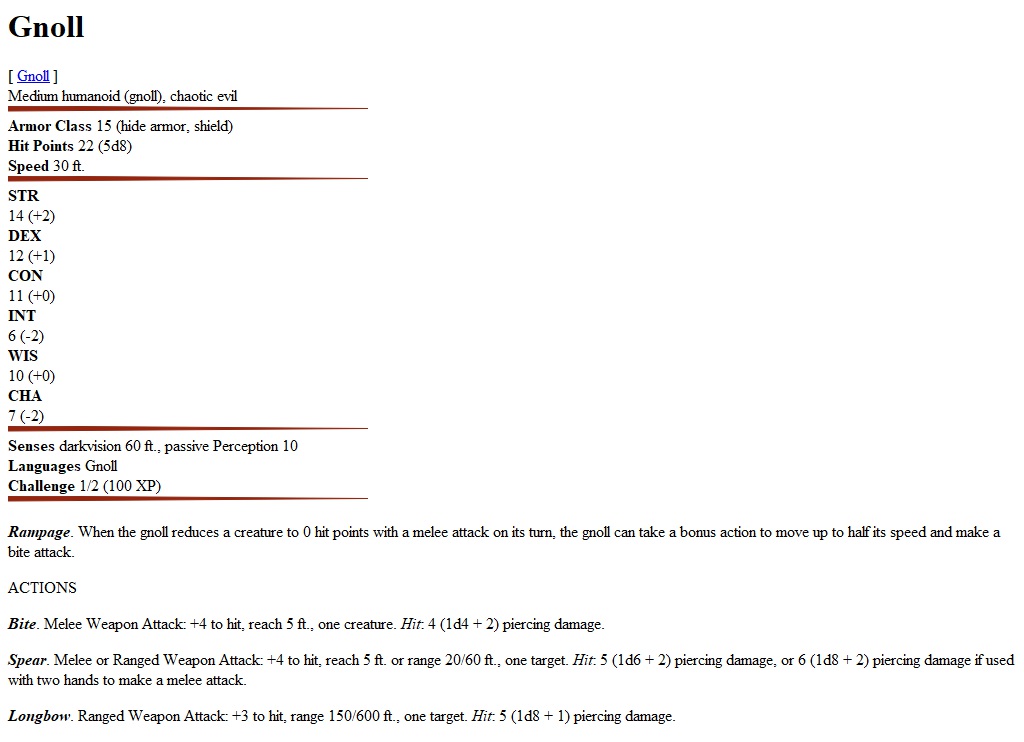 Gnoll
[ Gnoll ]
Medium humanoid (gnoll), chaotic evil
Armor Class 15 (hide armor, shield)
Hit Points 22 (5d8)
Speed 30 ft.
STR
14 (+2)
DEX
12 (+1)
CON
11 (+0)
INT
6 (-2)
WIS
10 (+0)
CHA
7 (-2)
Senses darkvision 60 ft., passive Perception 10
Languages Gnoll
Challenge 1/2 (100 XP)
Rampage. When the gnoll reduces a creature to 0 hit points with a melee attack on its turn, the gnoll can take a bonus action to move up to half its speed and make a
bite attack.
ACTIONS
Bite. Melee Weapon Attack: +4 to hit, reach 5 ft., one creature. Hit: 4 (1d4 + 2) piercing damage.
Spear. Melee or Ranged Weapon Attack: +4 to hit, reach 5 ft. or range 20/60 ft., one target. Hit: 5 (1d6 + 2) piercing damage, or 6 (1d8 + 2) piercing damage if used
with two hands to make a melee attack.
Longbow. Ranged Weapon Attack: +3 to hit, range 150/600 ft., one target. Hit: 5 (1d8 + 1) piercing damage.